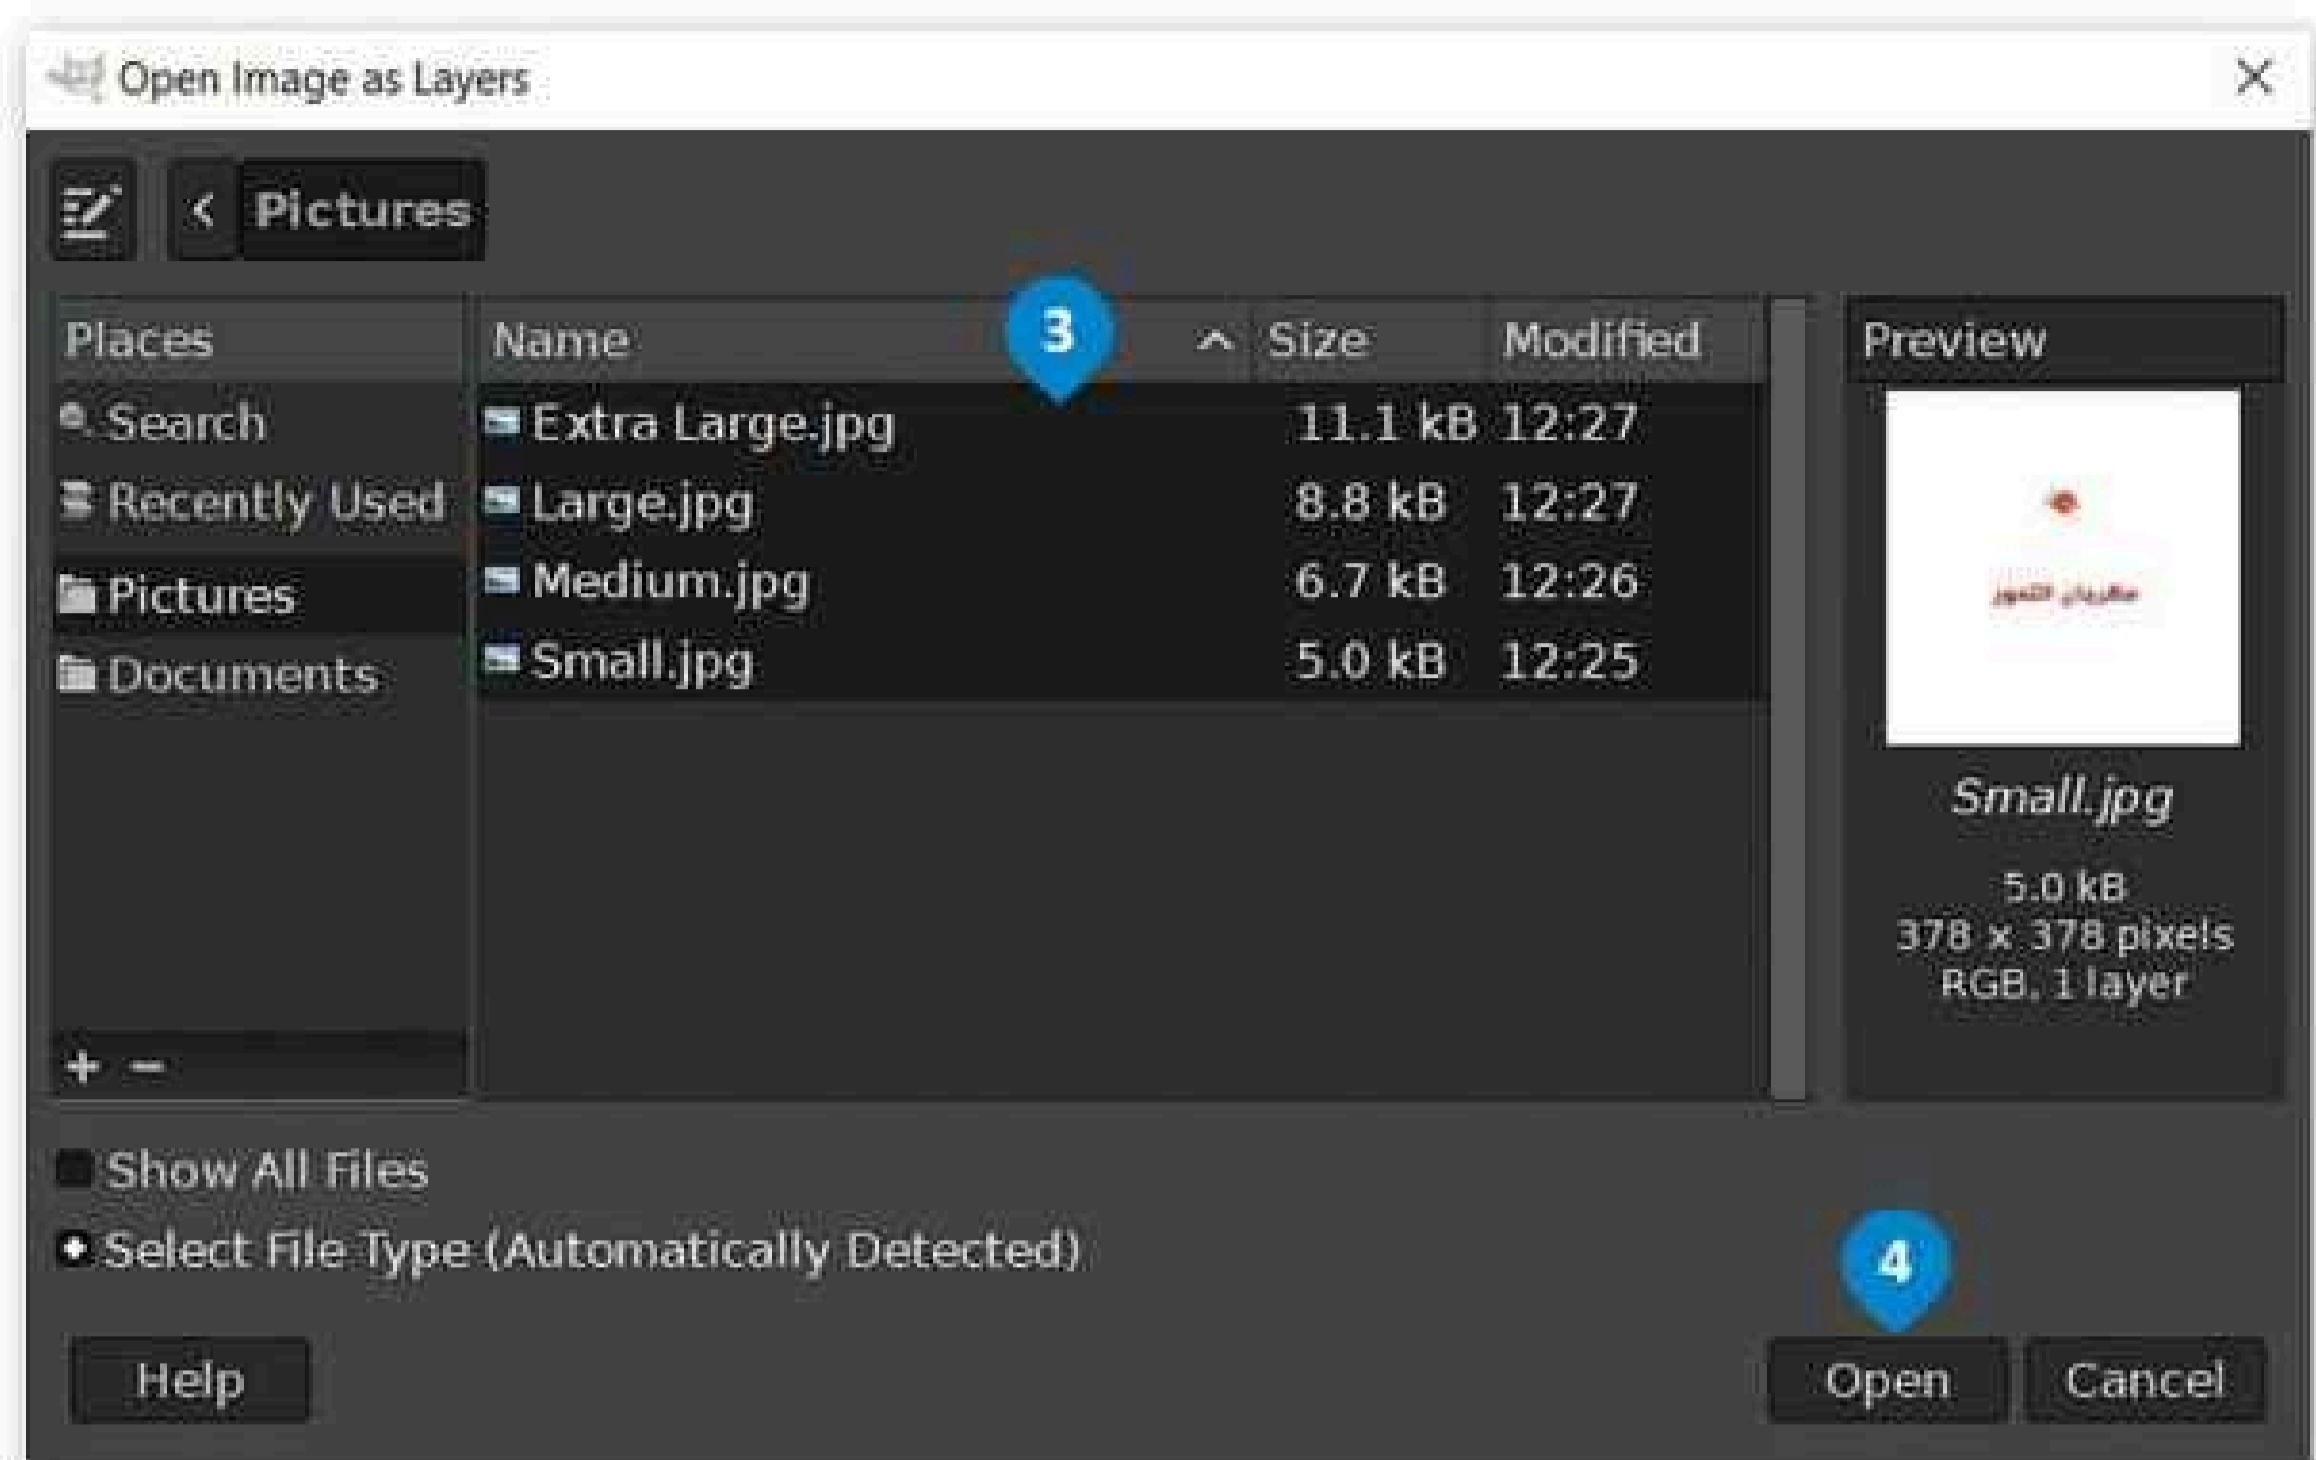 Open Image as Layers
Pictures
Places
Name
3
Size
Modified
Preview
Search
Recently Used
Pictures
Documents
Extra Large.jpg 11.1 kB 12:27
Large.jpg 8.8 kB 12:27
Medium.jpg 6.7 kB 12:26
Small.jpg 5.0 kB 12:25
مهرجان التمور
Small.jpg
5.0 kB
378 x 378 pixels
RGB, 1 layer
Show All Files
Select File Type (Automatically Detected)
4
Help
Open
Cancel